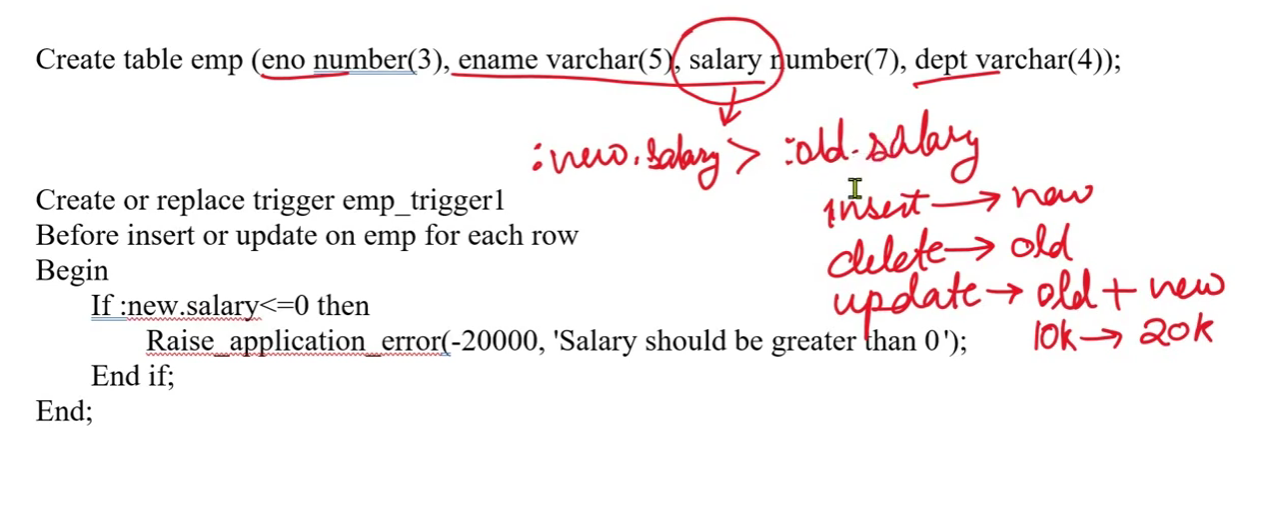 Create table emp (eno number(3), ename varchar(5), salary number(7), dept varchar(4));
:new.salary > :old.salary
insert → new
delete → old
update → old + new
10k → 20k
Create or replace trigger emp_trigger1
Before insert or update on emp for each row
Begin
If :new.salary<=0 then
Raise_application_error(-20000, 'Salary should be greater than 0');
End if;
End;